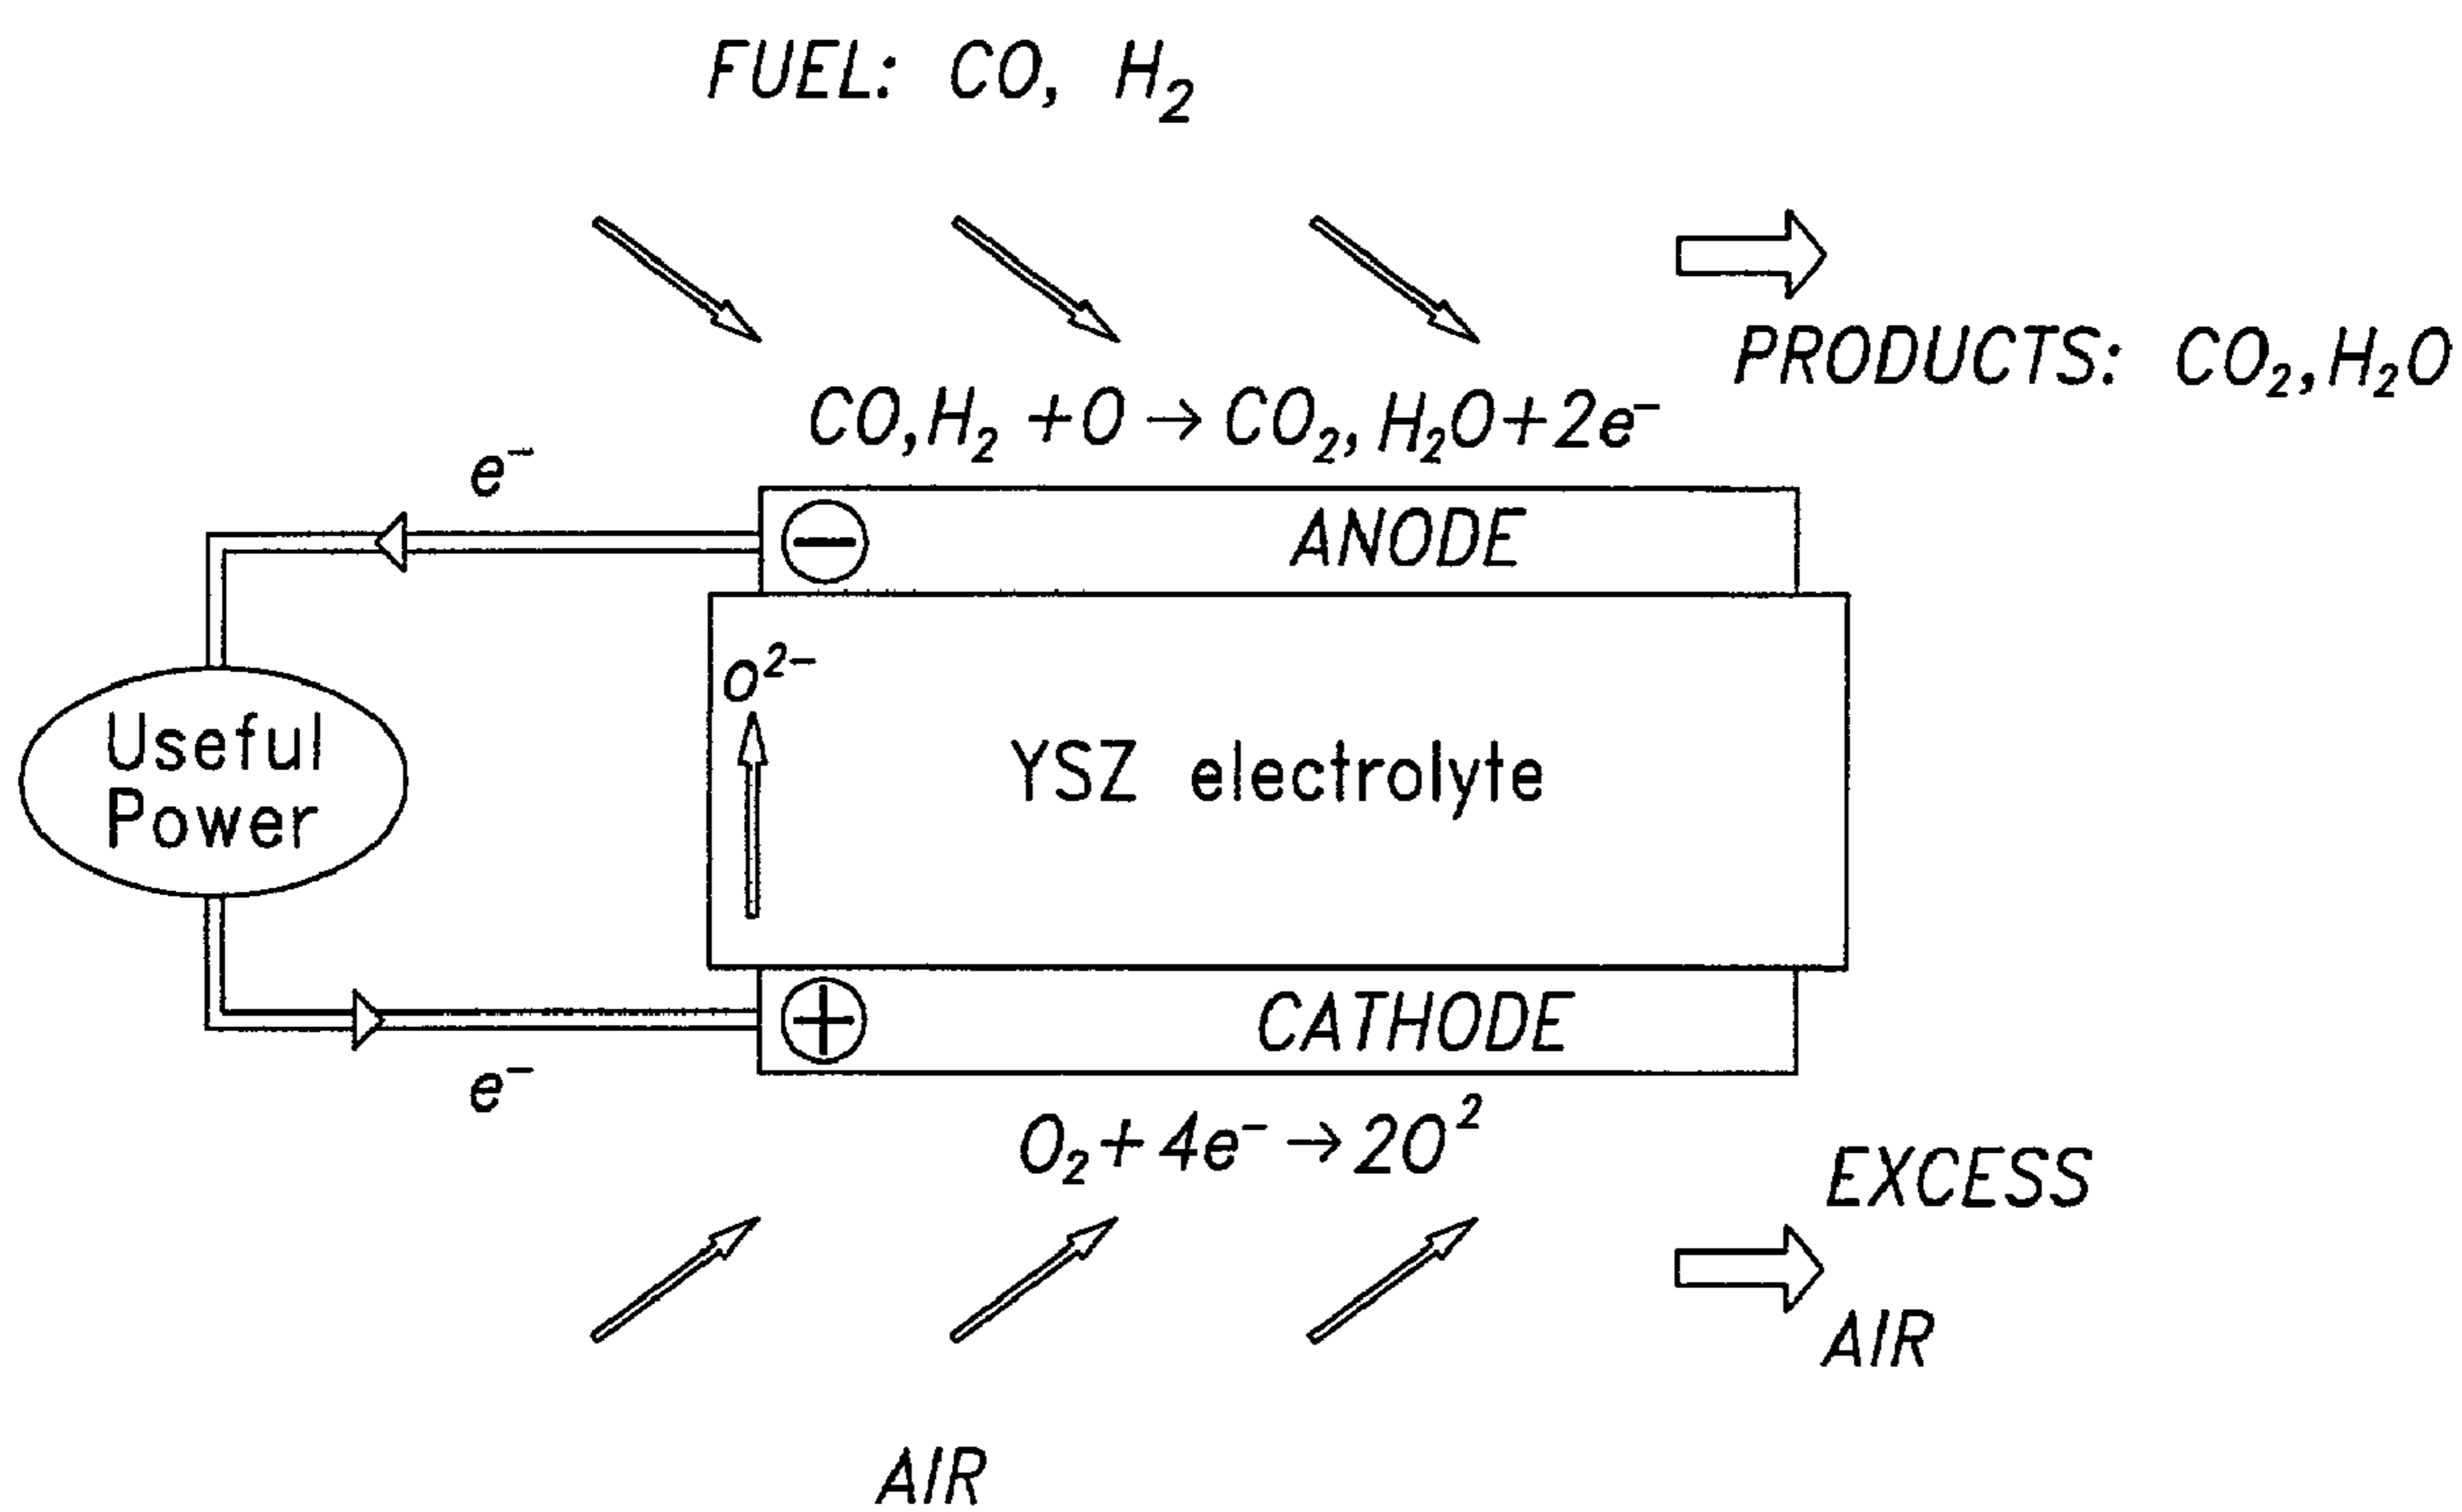 FUEL: CO, H₂
PRODUCTS: CO₂,H₂O
CO,H₂ +O → CO₂, H₂O+2e⁻
e⁻
⊖ ANODE
O²⁻
Useful
Power
YSZ electrolyte
⊕ CATHODE
e⁻
O₂+4e⁻→2O²
EXCESS
AIR
AIR